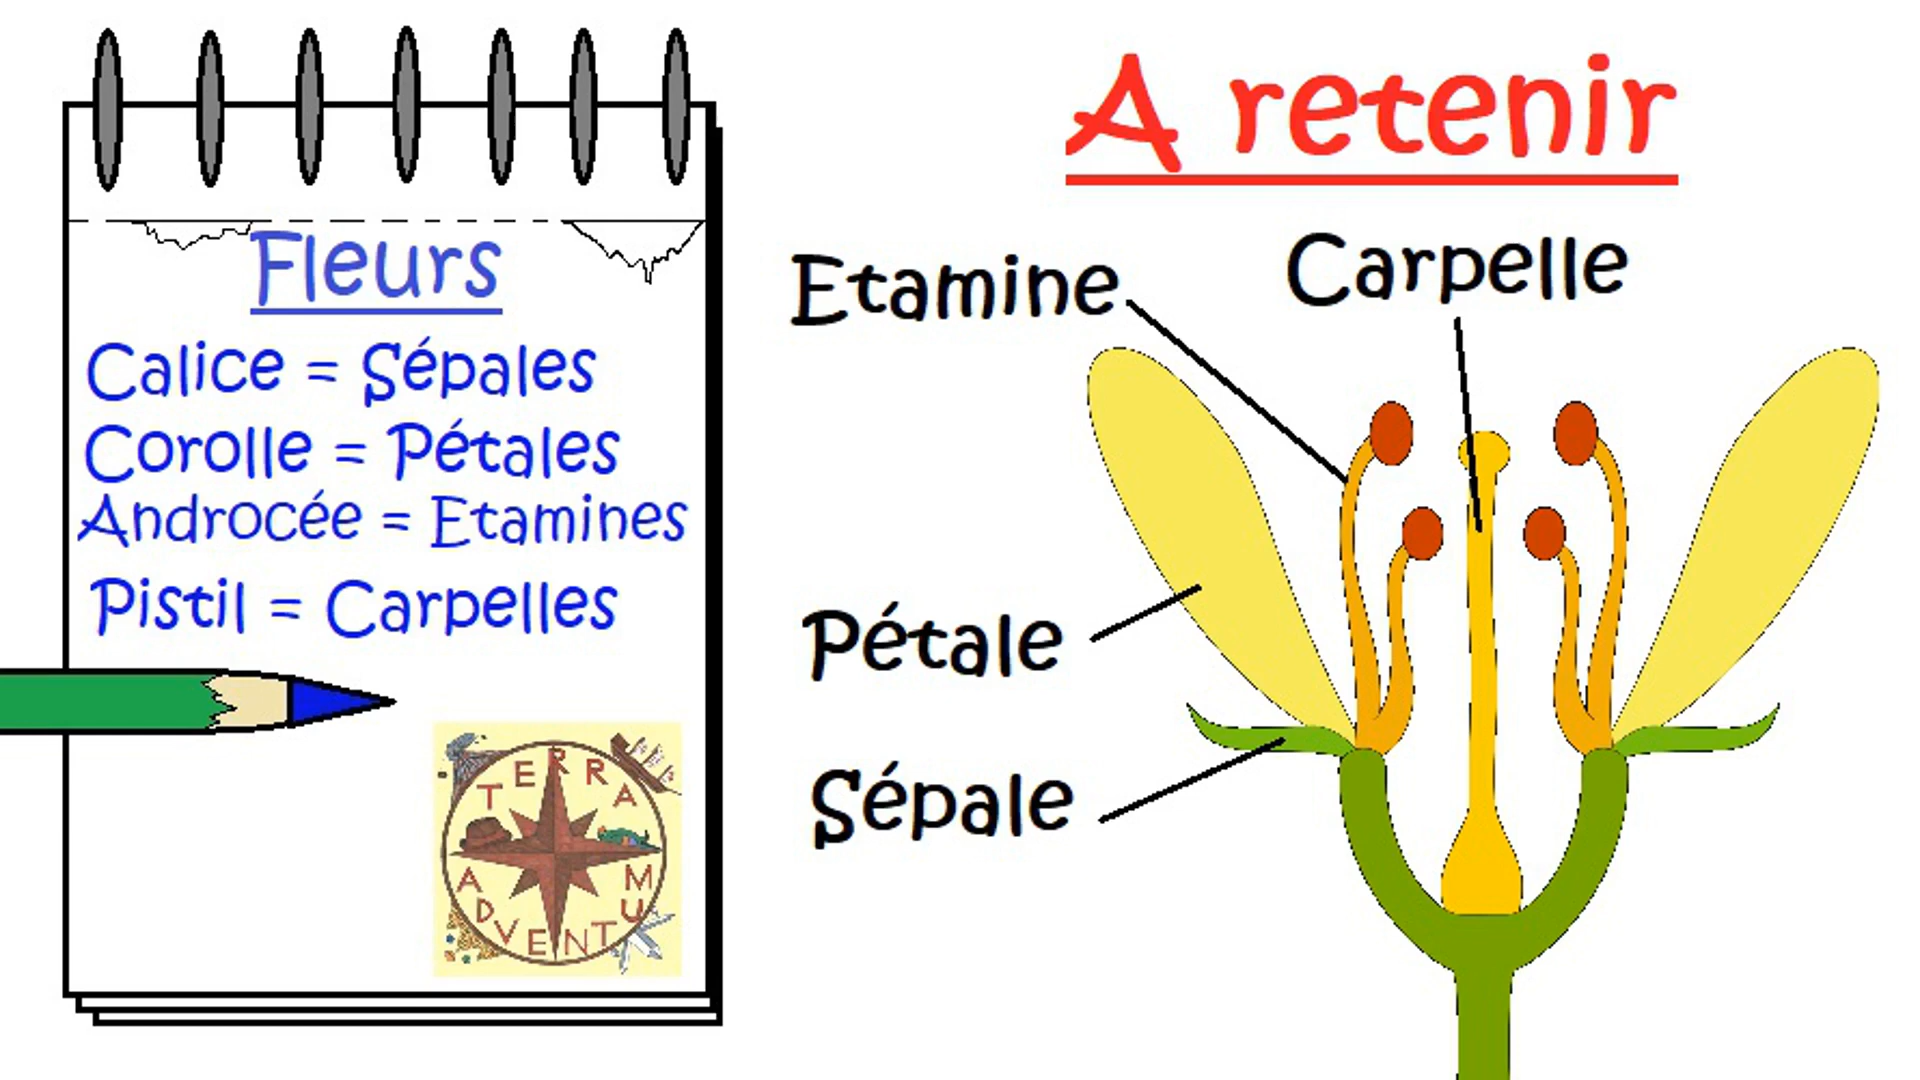 A retenir
Fleurs
Calice = Sépales
Corolle = Pétales
Androcée = Etamines
Pistil = Carpelles
TERRA
ADVENTUM
Etamine
Carpelle
Pétale
Sépale